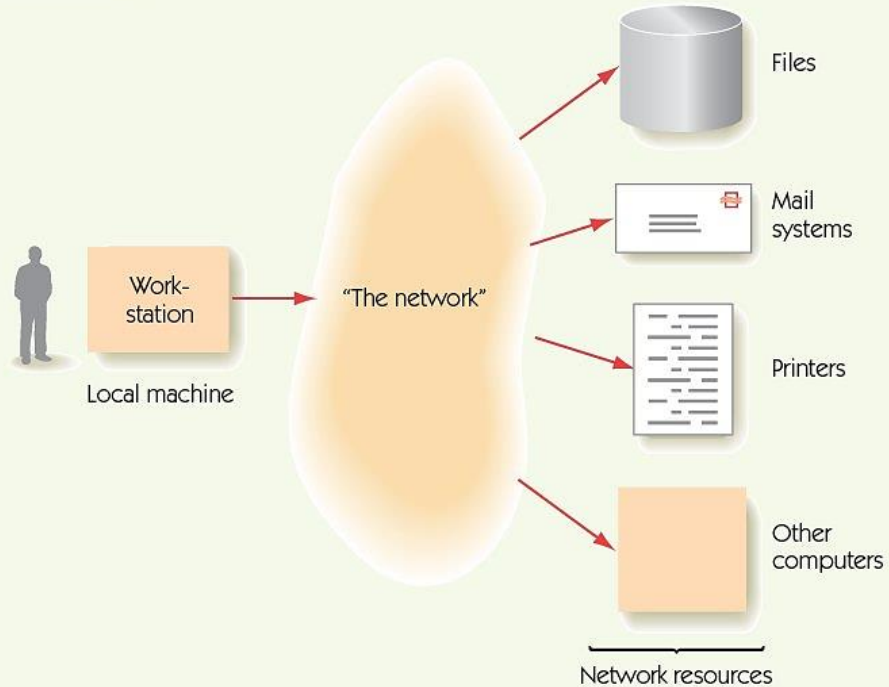 Files
Mail
systems
Work-
station
“The network”
Local machine
Printers
Other
computers
Network resources